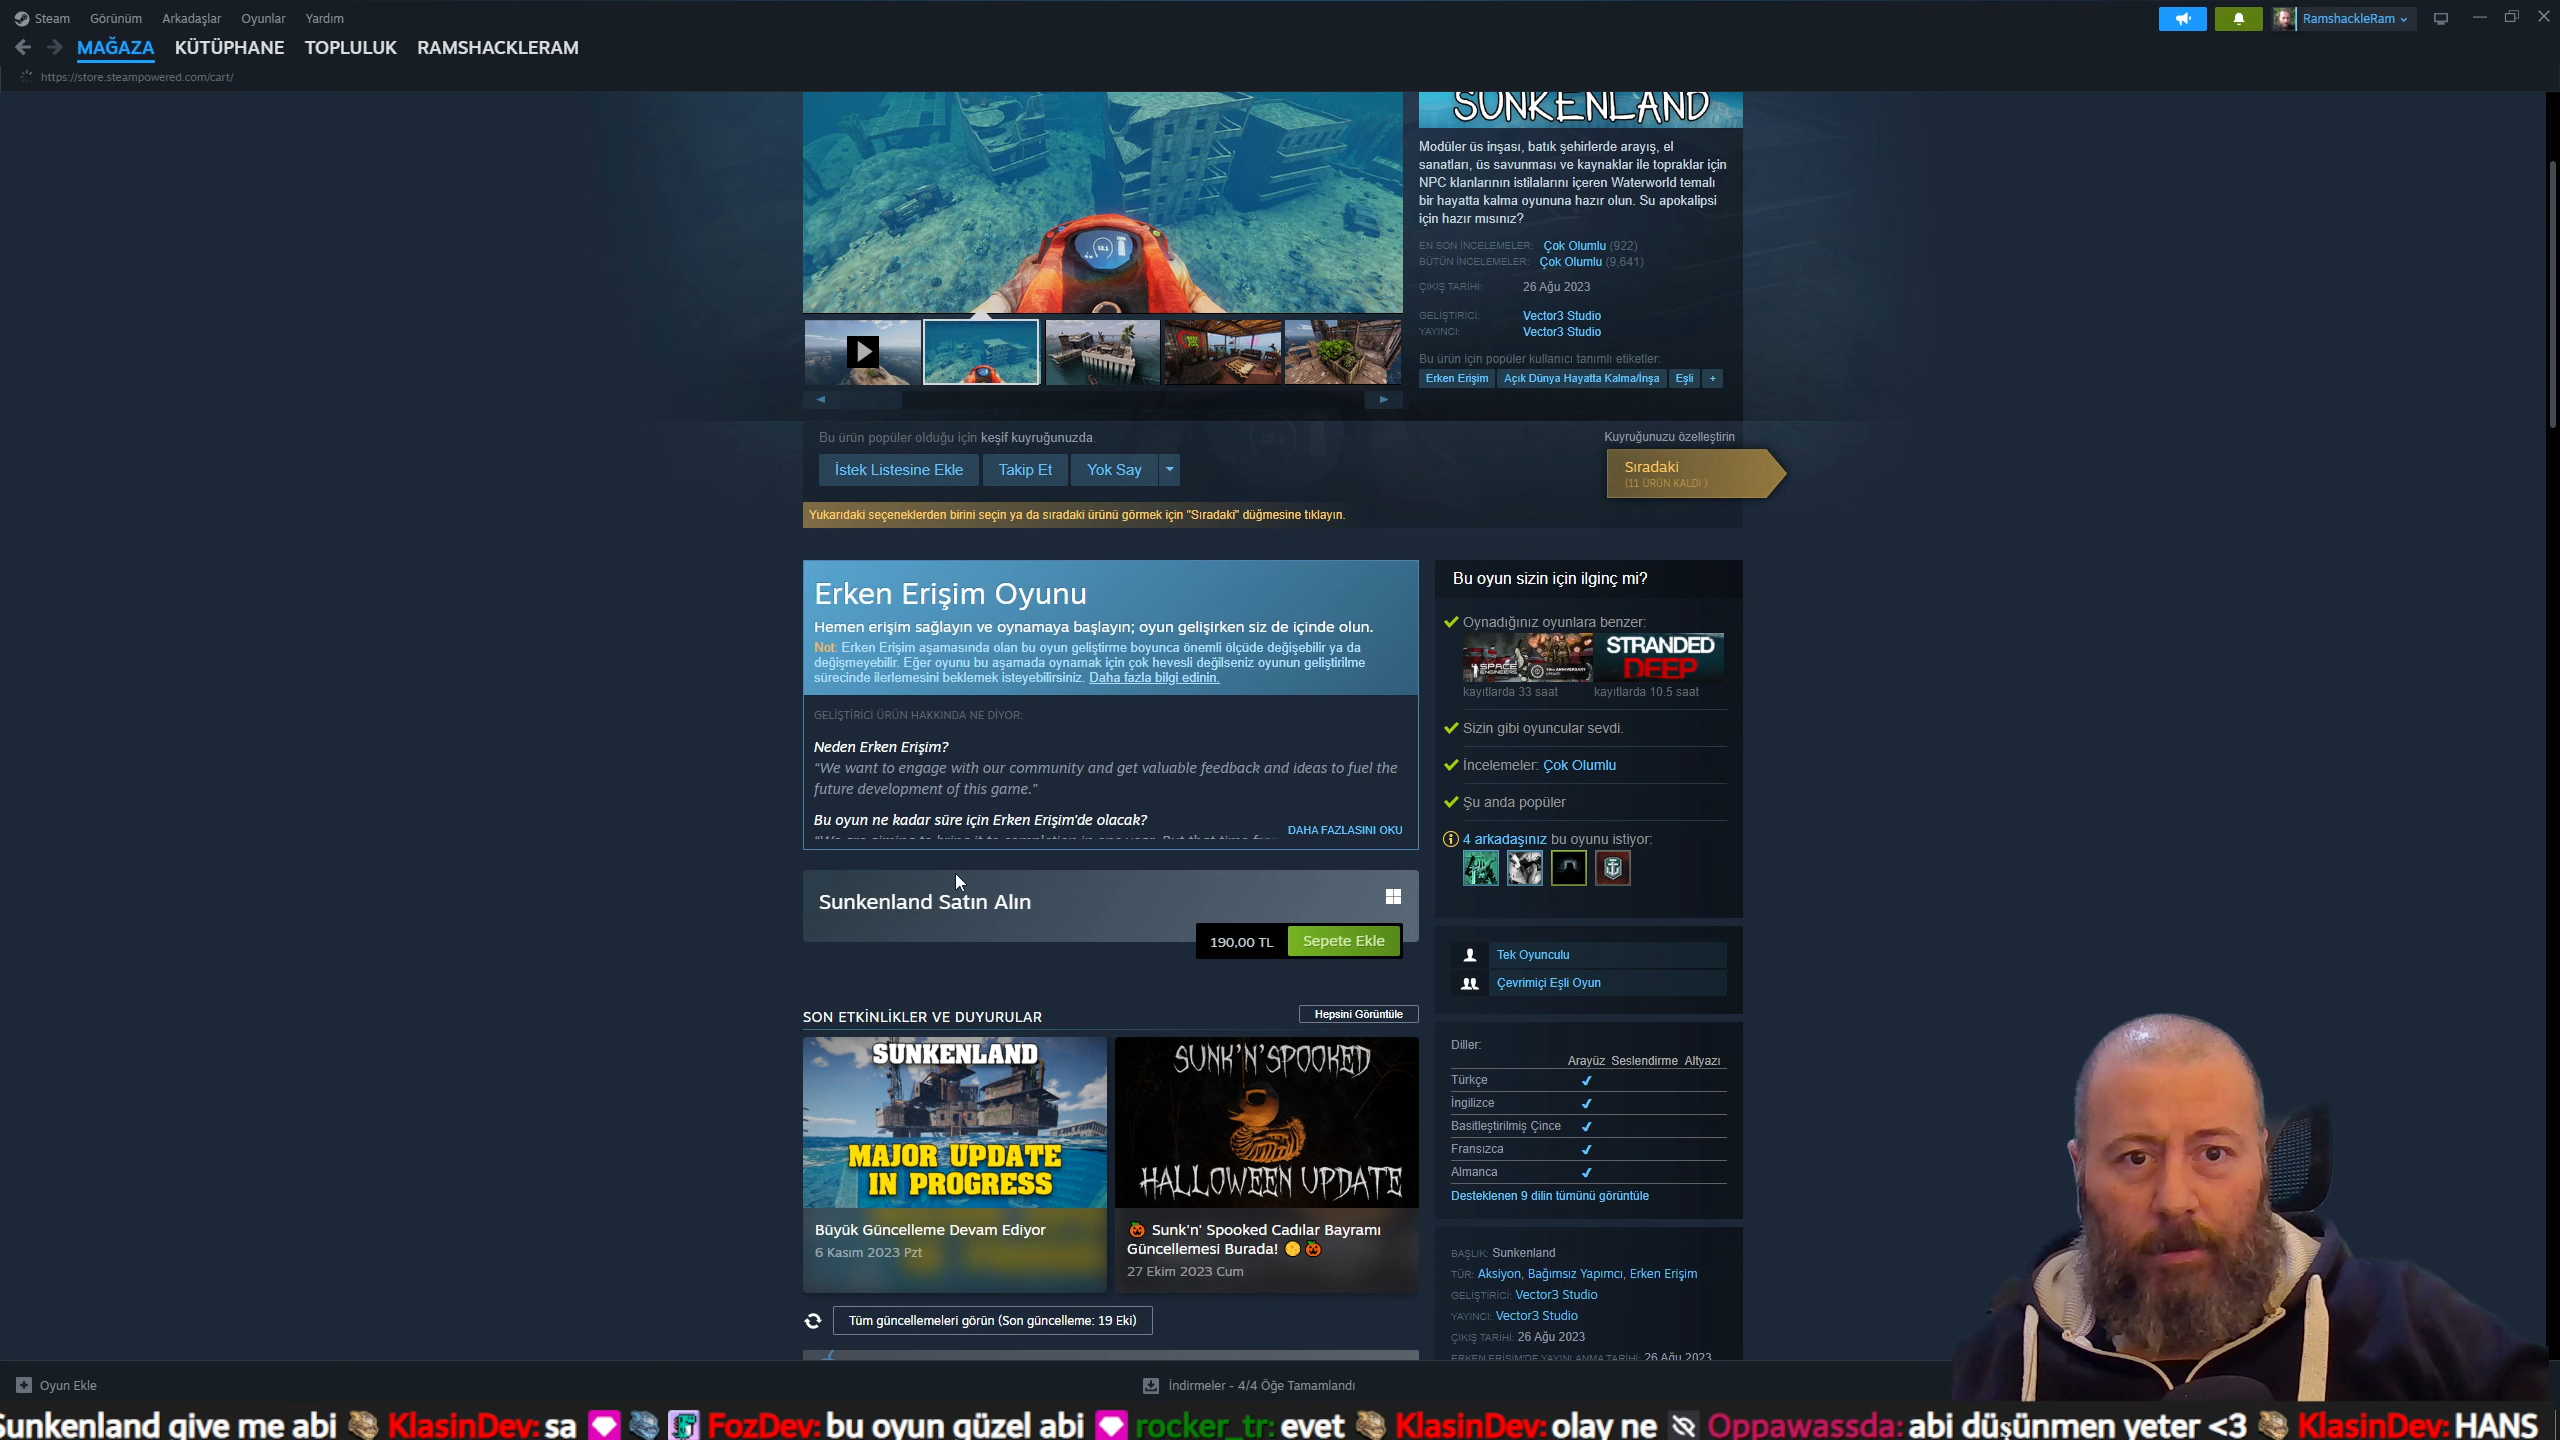 Steam Görünüm Arkadaşlar Oyunlar Yardım
RamshackleRam
MAĞAZA KÜTÜPHANE TOPLULUK RAMSHACKLERAM
https://store.steampowered.com/cart/
SUNKENLAND
Modüler üs inşası, batık şehirlerde arayış, el
sanatları, üs savunması ve kaynaklar ile topraklar için
NPC klanlarının istilalarını içeren Waterworld temalı
bir hayatta kalma oyununa hazır olun. Su apokalipsi
için hazır mısınız?
EN SON İNCELEMELER: Çok Olumlu (922)
BÜTÜN İNCELEMELER: Çok Olumlu (9,641)
ÇIKIŞ TARİHİ: 26 Ağu 2023
GELİŞTİRİCİ: Vector3 Studio
YAYINCI: Vector3 Studio
Bu ürün için popüler kullanıcı tanımlı etiketler:
Erken Erişim Açık Dünya Hayatta Kalma/İnşa Eşli +
Bu ürün popüler olduğu için keşif kuyruğunuzda.
Kuyruğunuzu özelleştirin
İstek Listesine Ekle Takip Et Yok Say
Sıradaki
(11 ÜRÜN KALDI )
Yukarıdaki seçeneklerden birini seçin ya da sıradaki ürünü görmek için "Sıradaki" düğmesine tıklayın.
Erken Erişim Oyunu
Hemen erişim sağlayın ve oynamaya başlayın; oyun gelişirken siz de içinde olun.
Not: Erken Erişim aşamasında olan bu oyun geliştirme boyunca önemli ölçüde değişebilir ya da
değişmeyebilir. Eğer oyunu bu aşamada oynamak için çok hevesli değilseniz oyunun geliştirilme
sürecinde ilerlemesini beklemek isteyebilirsiniz. Daha fazla bilgi edinin.
GELİŞTİRİCİ ÜRÜN HAKKINDA NE DİYOR:
Neden Erken Erişim?
“We want to engage with our community and get valuable feedback and ideas to fuel the
future development of this game.”
Bu oyun ne kadar süre için Erken Erişim'de olacak?
DAHA FAZLASINI OKU
Sunkenland Satın Alın
190,00 TL Sepete Ekle
SON ETKİNLİKLER VE DUYURULAR
Hepsini Görüntüle
SUNKENLAND
MAJOR UPDATE
IN PROGRESS
Büyük Güncelleme Devam Ediyor
6 Kasım 2023 Pzt
SUNK'N'SPOOKED
HALLOWEEN UPDATE
🎃 Sunk'n' Spooked Cadılar Bayramı
Güncellemesi Burada! 🌕🎃
27 Ekim 2023 Cum
Tüm güncellemeleri görün (Son güncelleme: 19 Eki)
Bu oyun sizin için ilginç mi?
Oynadığınız oyunlara benzer:
SPACE
ENGINEERS
STRANDED
DEEP
kayıtlarda 33 saat kayıtlarda 10.5 saat
Sizin gibi oyuncular sevdi.
İncelemeler: Çok Olumlu
Şu anda popüler
4 arkadaşınız bu oyunu istiyor:
Tek Oyunculu
Çevrimiçi Eşli Oyun
Diller:
Arayüz Seslendirme Altyazı
Türkçe ✔
İngilizce ✔
Basitleştirilmiş Çince ✔
Fransızca ✔
Almanca ✔
Desteklenen 9 dilin tümünü görüntüle
BAŞLIK: Sunkenland
TÜR: Aksiyon, Bağımsız Yapımcı, Erken Erişim
GELİŞTİRİCİ: Vector3 Studio
YAYINCI: Vector3 Studio
ÇIKIŞ TARİHİ: 26 Ağu 2023
ERKEN ERİŞİM'DE YAYINLANMA TARİHİ: 26 Ağu 2023
Oyun Ekle
İndirmeler - 4/4 Öğe Tamamlandı
Sunkenland give me abi KlasinDev: sa FozDev: bu oyun güzel abi rocker_tr: evet KlasinDev: olay ne Oppawassda: abi düşünmen yeter <3 KlasinDev: HANS